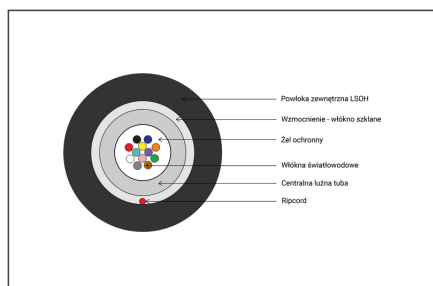 Powłoka zewnętrzna LSOH
Wzmocnienie - włókno szklane
Żel ochronny
Włókna światłowodowe
Centralna luźna tuba
Ripcord